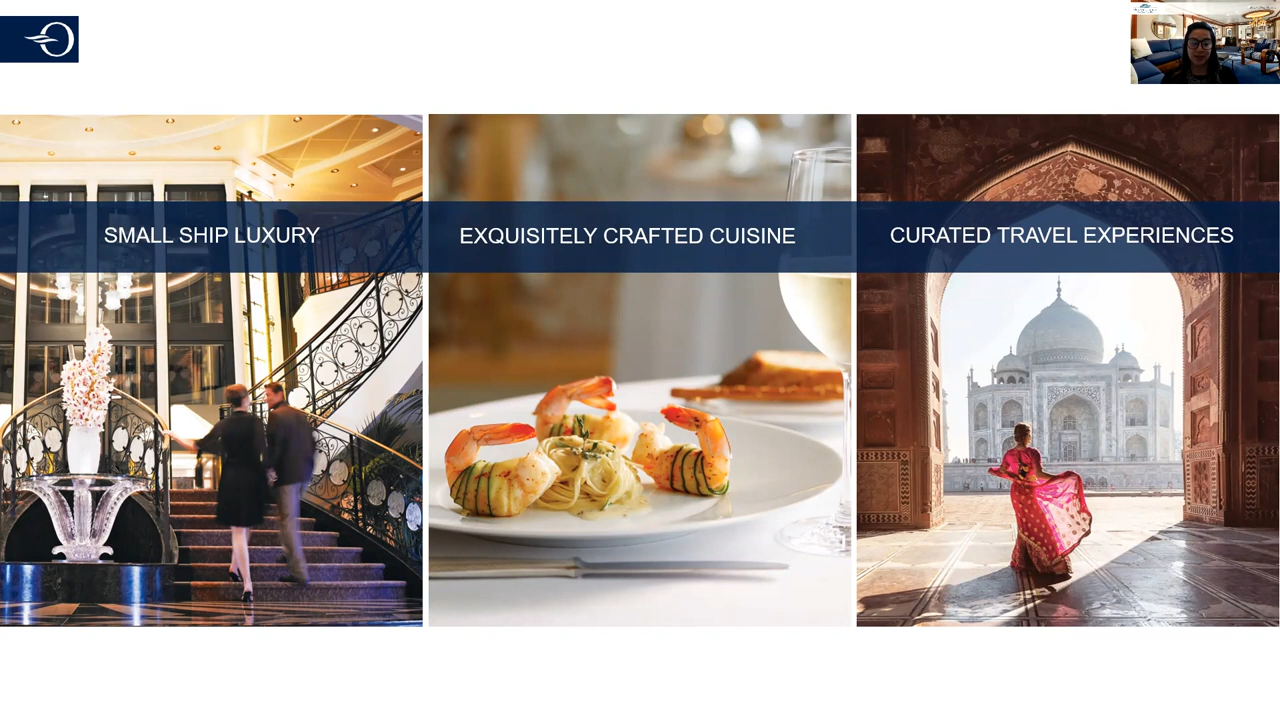 SMALL SHIP LUXURY
EXQUISITELY CRAFTED CUISINE
CURATED TRAVEL EXPERIENCES